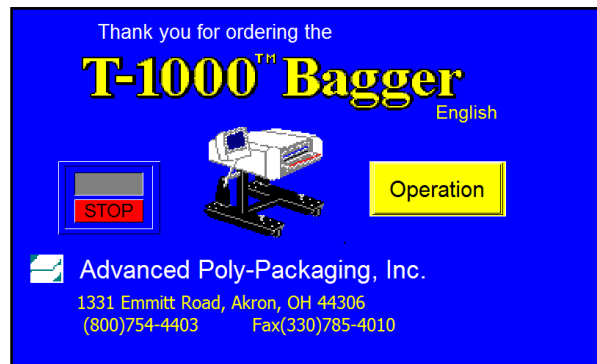 Thank you for ordering the
T-1000™ Bagger
English
STOP
Operation
Advanced Poly-Packaging, Inc.
1331 Emmitt Road, Akron, OH 44306
(800)754-4403 Fax(330)785-4010